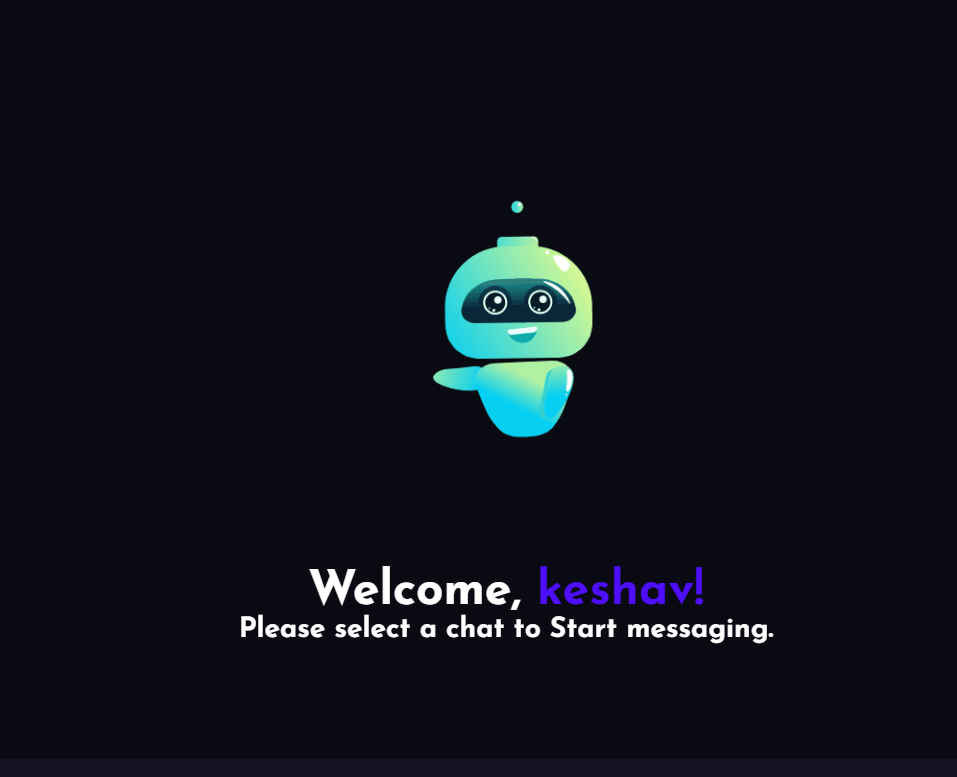 Welcome, keshav!
Please select a chat to Start messaging.